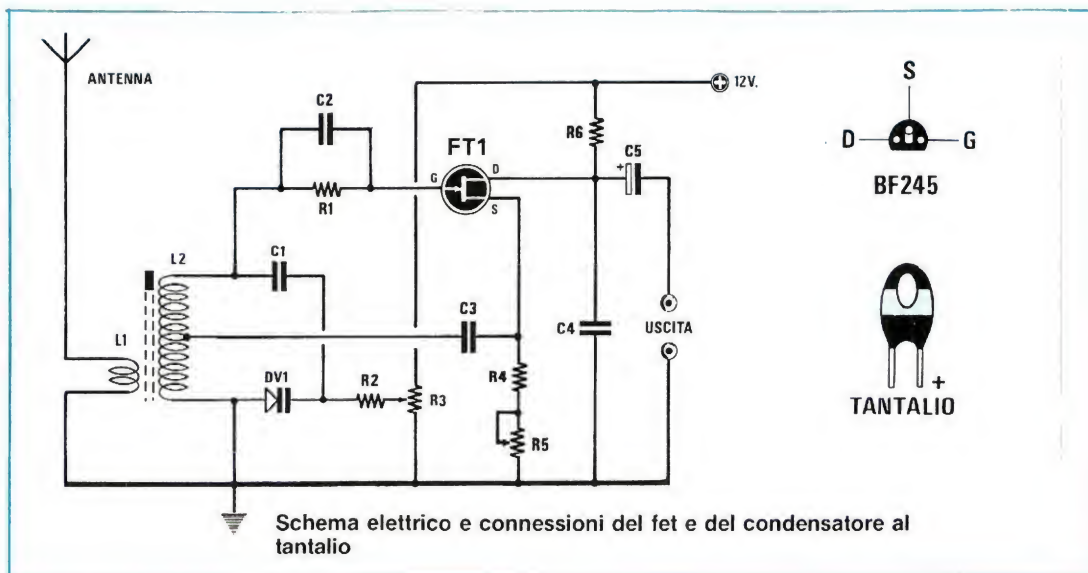 ANTENNA
L1
L2
C2
R1
C1
DV1
R2
R3
FT1
G
D
S
C3
R4
R5
R6
12V.
C5
+
C4
USCITA
S
D
G
BF245
+
TANTALIO
Schema elettrico e connessioni del fet e del condensatore al
tantalio